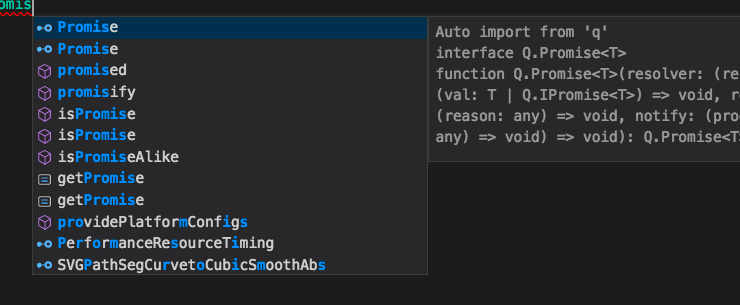 omis
Promise
Promise
promised
promisify
isPromise
isPromise
isPromiseAlike
getPromise
getPromise
providePlatformConfigs
PerformanceResourceTiming
SVGPathSegCurvetoCubicSmoothAbs
Auto import from 'q'
interface Q.Promise<T>
function Q.Promise<T>(resolver: (re
(val: T | Q.IPromise<T>) => void, r
(reason: any) => void, notify: (pro
any) => void) => void): Q.Promise<T